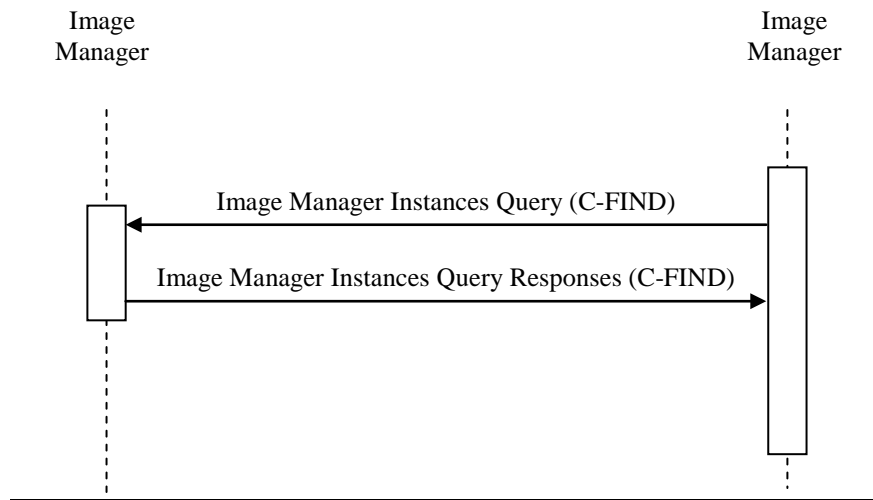 Image
Manager
Image
Manager
Image Manager Instances Query (C-FIND)
Image Manager Instances Query Responses (C-FIND)